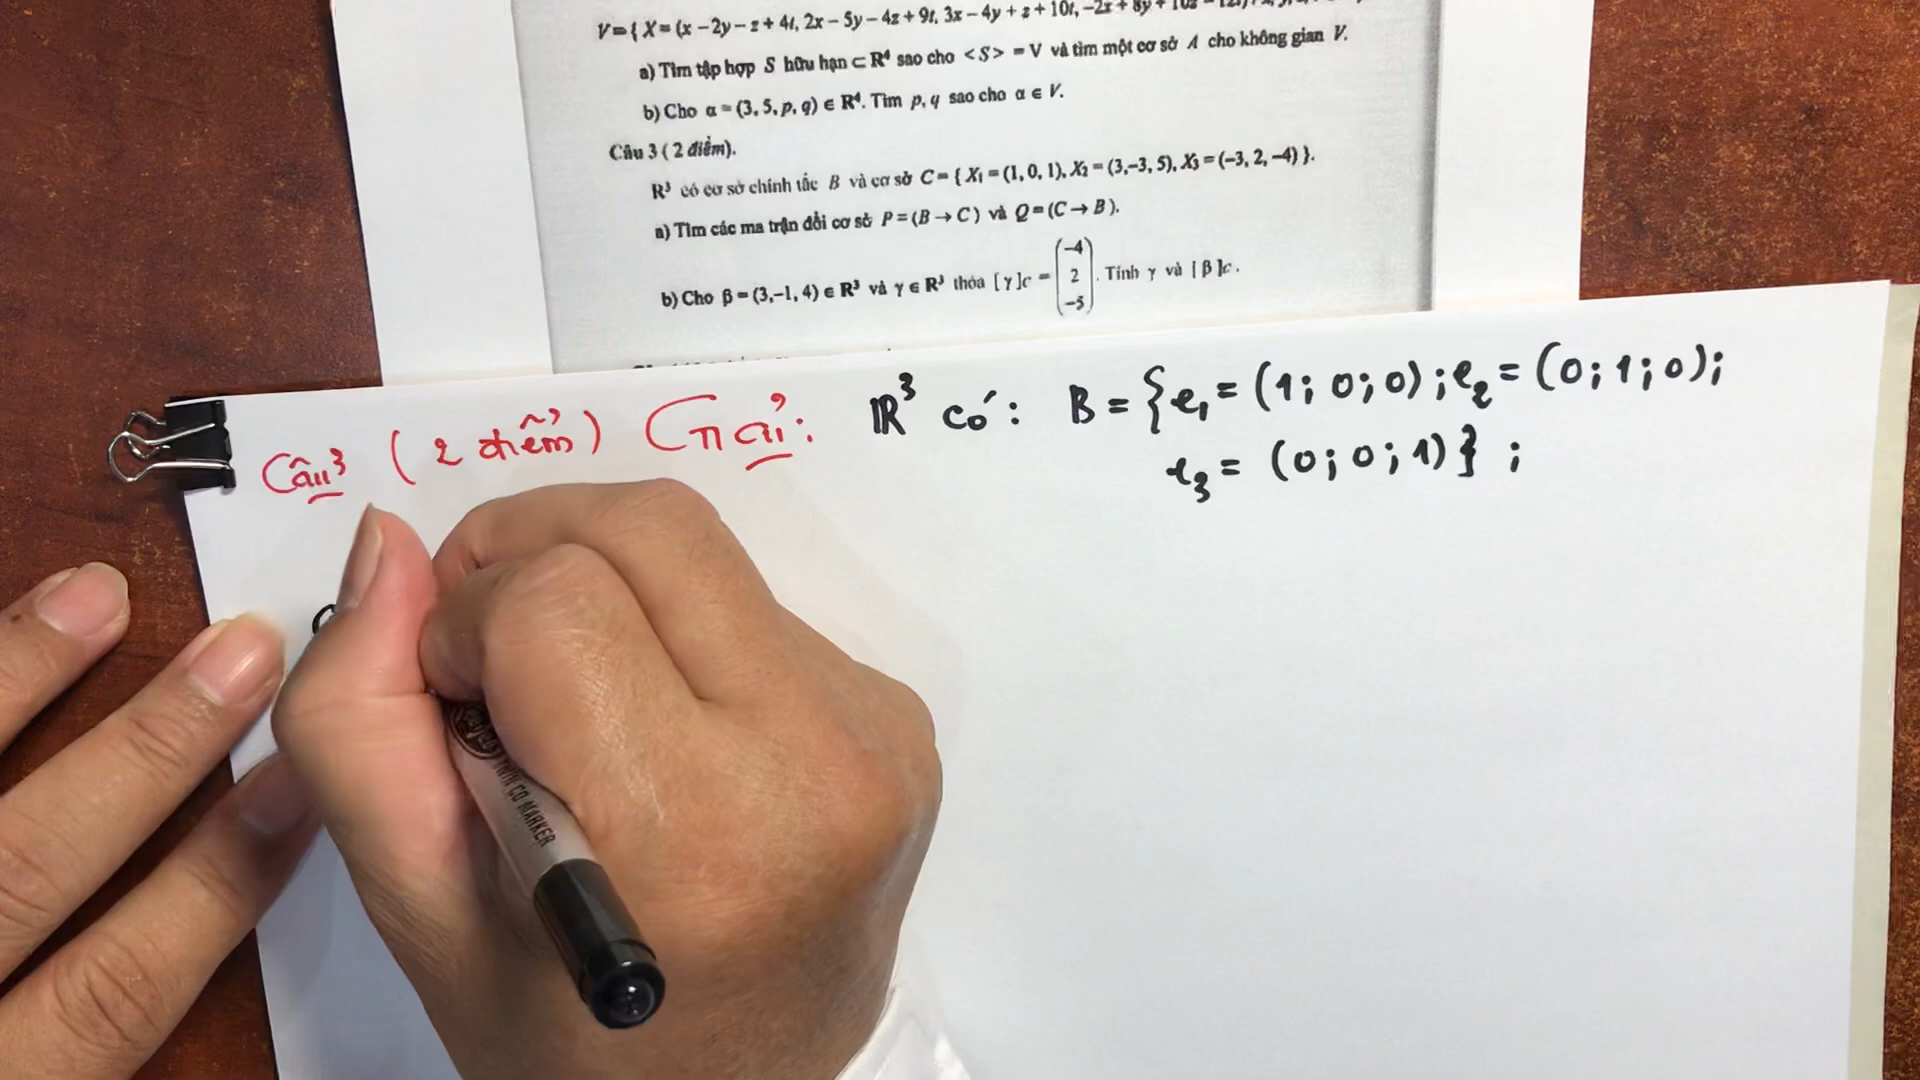 V = { X = (x – 2y – z + 4t, 2x – 5y – 4z + 9t, 3x – 4y + z + 10t, –2x + 8y + 10z –
a) Tìm tập hợp S hữu hạn ⊂ R⁴ sao cho < S > = V và tìm một cơ sở A cho không gian V.
b) Cho α = (3, 5, p, q) ∈ R⁴. Tìm p, q sao cho α ∈ V.
Câu 3 ( 2 điểm).
R³ có cơ sở chính tắc B và cơ sở C = { X₁ = (1, 0, 1), X₂ = (3,–3, 5), X₃ = (–3, 2, –4) }.
a) Tìm các ma trận đổi cơ sở P = (B → C ) và Q = (C → B ).
b) Cho β = (3,–1, 4) ∈ R³ và γ ∈ R³ thỏa [ γ ]c = (–4 2 –5). Tính γ và [ β ]c .
Câu 3 ( 2 điểm) Giải: R³ có: B = { e₁ = (1; 0; 0) ; e₂ = (0; 1; 0);
e₃ = (0; 0; 1) } ;
TWIN CD MARKER